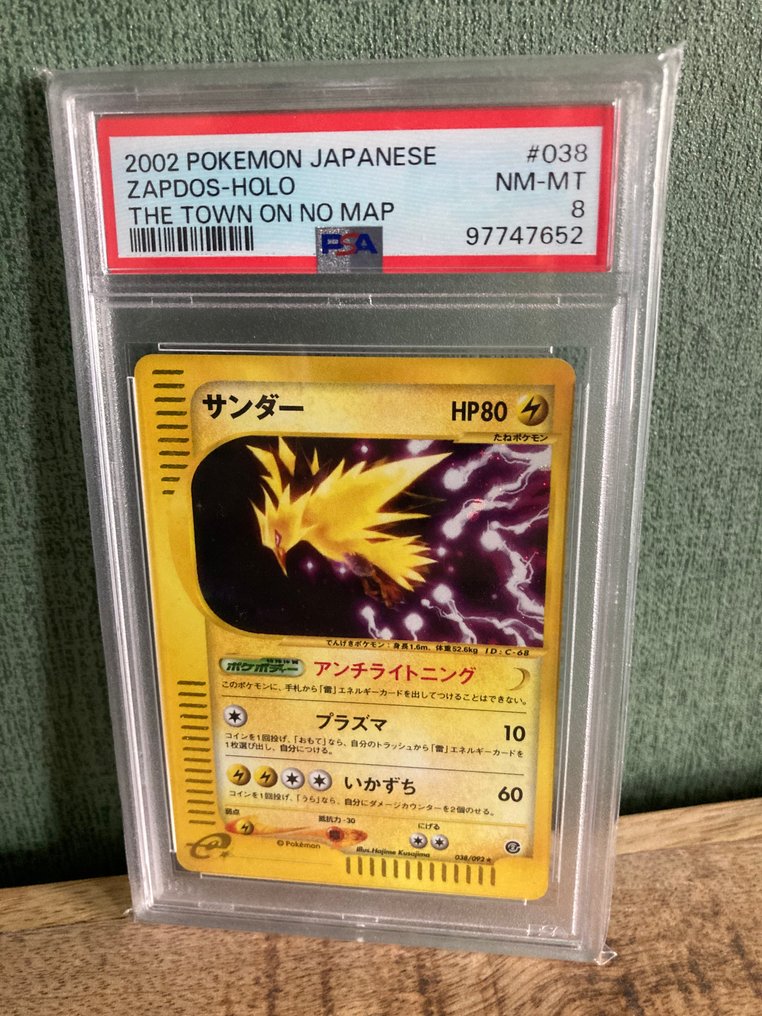 2002 POKEMON JAPANESE #038
ZAPDOS-HOLO NM-MT
THE TOWN ON NO MAP 8
PSA 97747652
サンダー HP80
たねポケモン
でんげきポケモン：身長1.6m、体重52.6kg ID：C-68
ポケボディー アンチライトニング
このポケモンに、手札から「雷」エネルギーカードを出してつけることはできない。
プラズマ 10
コインを1回投げ、「おもて」なら、自分のトラッシュから「雷」エネルギーカードを
1枚選び出し、自分につける。
いかずち 60
コインを1回投げ、「うら」なら、自分にダメージカウンターを2個のせる。
弱点 抵抗力 -30 にげる
e
©Pokémon illus.Hajime Kusajima 038/092★